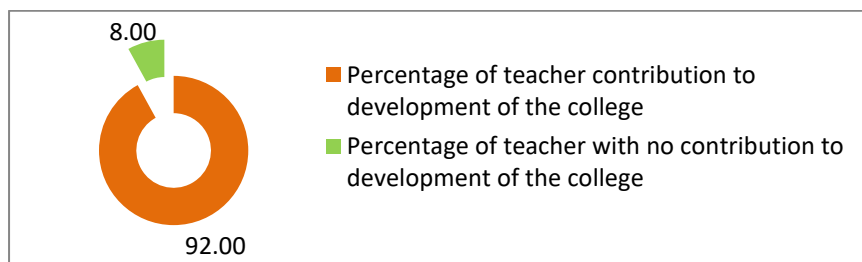 8.00
Percentage of teacher contribution to
development of the college
Percentage of teacher with no contribution to
development of the college
92.00